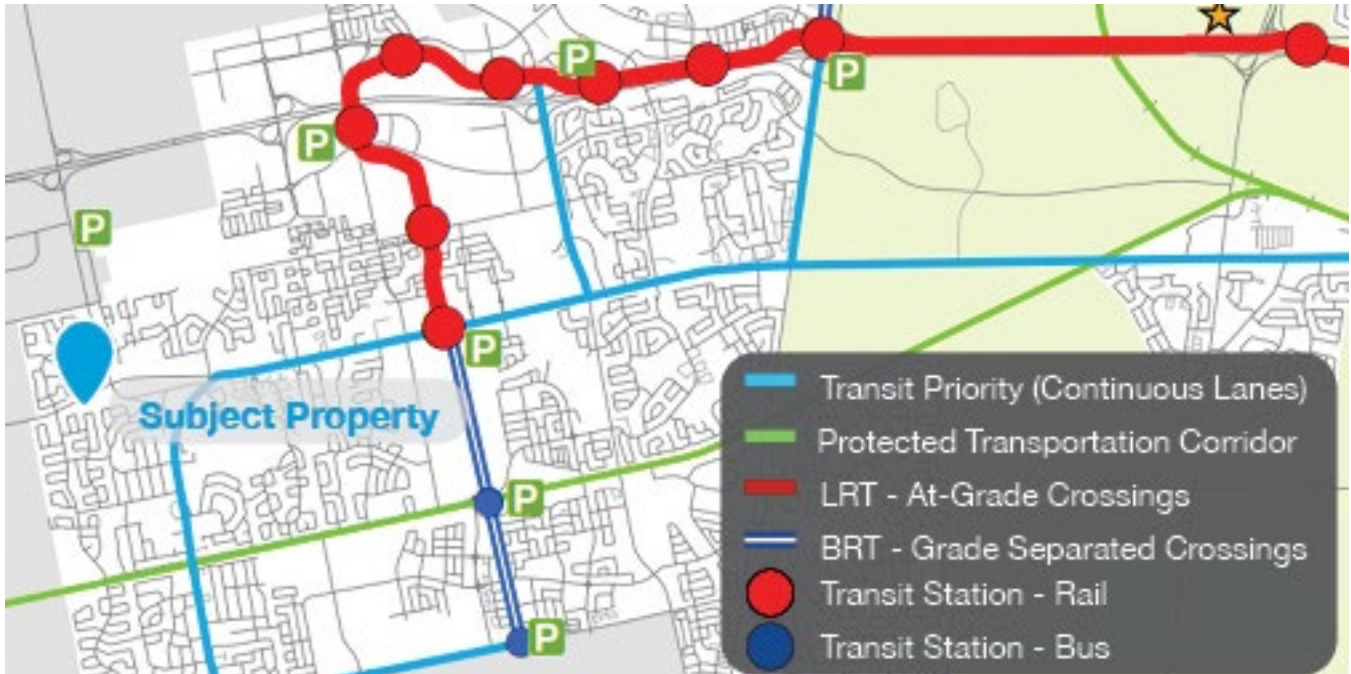 P
P
P
P
P
Subject Property
P
P
Transit Priority (Continuous Lanes)
Protected Transportation Corridor
LRT - At-Grade Crossings
BRT - Grade Separated Crossings
Transit Station - Rail
Transit Station - Bus